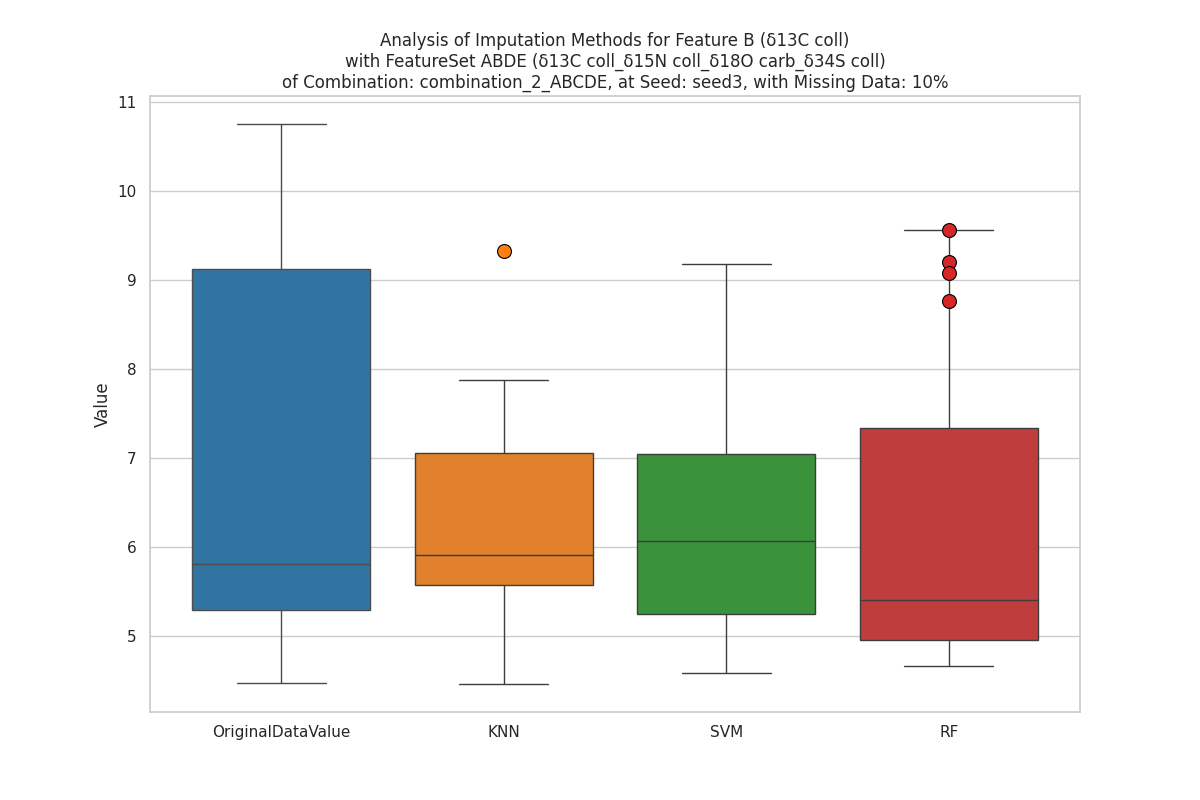 Analysis of Imputation Methods for Feature B (δ13C coll)
with FeatureSet ABDE (δ13C coll_δ15N coll_δ18O carb_δ34S coll)
of Combination: combination_2_ABCDE, at Seed: seed3, with Missing Data: 10%
11
10
9
8
7
6
5
Value
OriginalDataValue KNN SVM RF